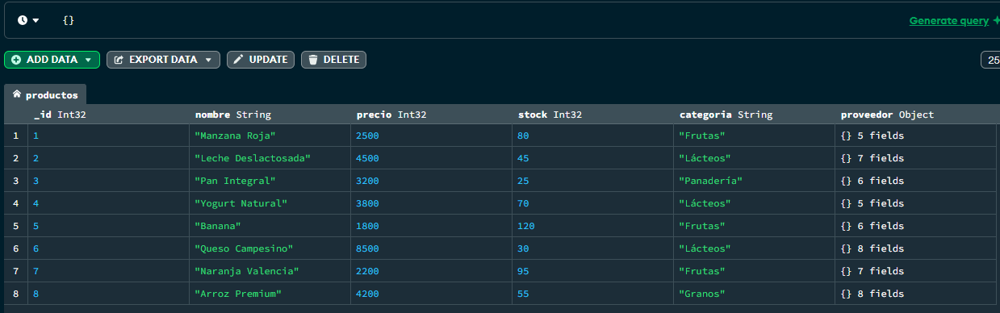 {} Generate query
ADD DATA EXPORT DATA UPDATE DELETE 25
productos
_id Int32 nombre String precio Int32 stock Int32 categoria String proveedor Object
1 1 "Manzana Roja" 2500 80 "Frutas" {} 5 fields
2 2 "Leche Deslactosada" 4500 45 "Lácteos" {} 7 fields
3 3 "Pan Integral" 3200 25 "Panadería" {} 6 fields
4 4 "Yogurt Natural" 3800 70 "Lácteos" {} 5 fields
5 5 "Banana" 1800 120 "Frutas" {} 6 fields
6 6 "Queso Campesino" 8500 30 "Lácteos" {} 8 fields
7 7 "Naranja Valencia" 2200 95 "Frutas" {} 7 fields
8 8 "Arroz Premium" 4200 55 "Granos" {} 8 fields